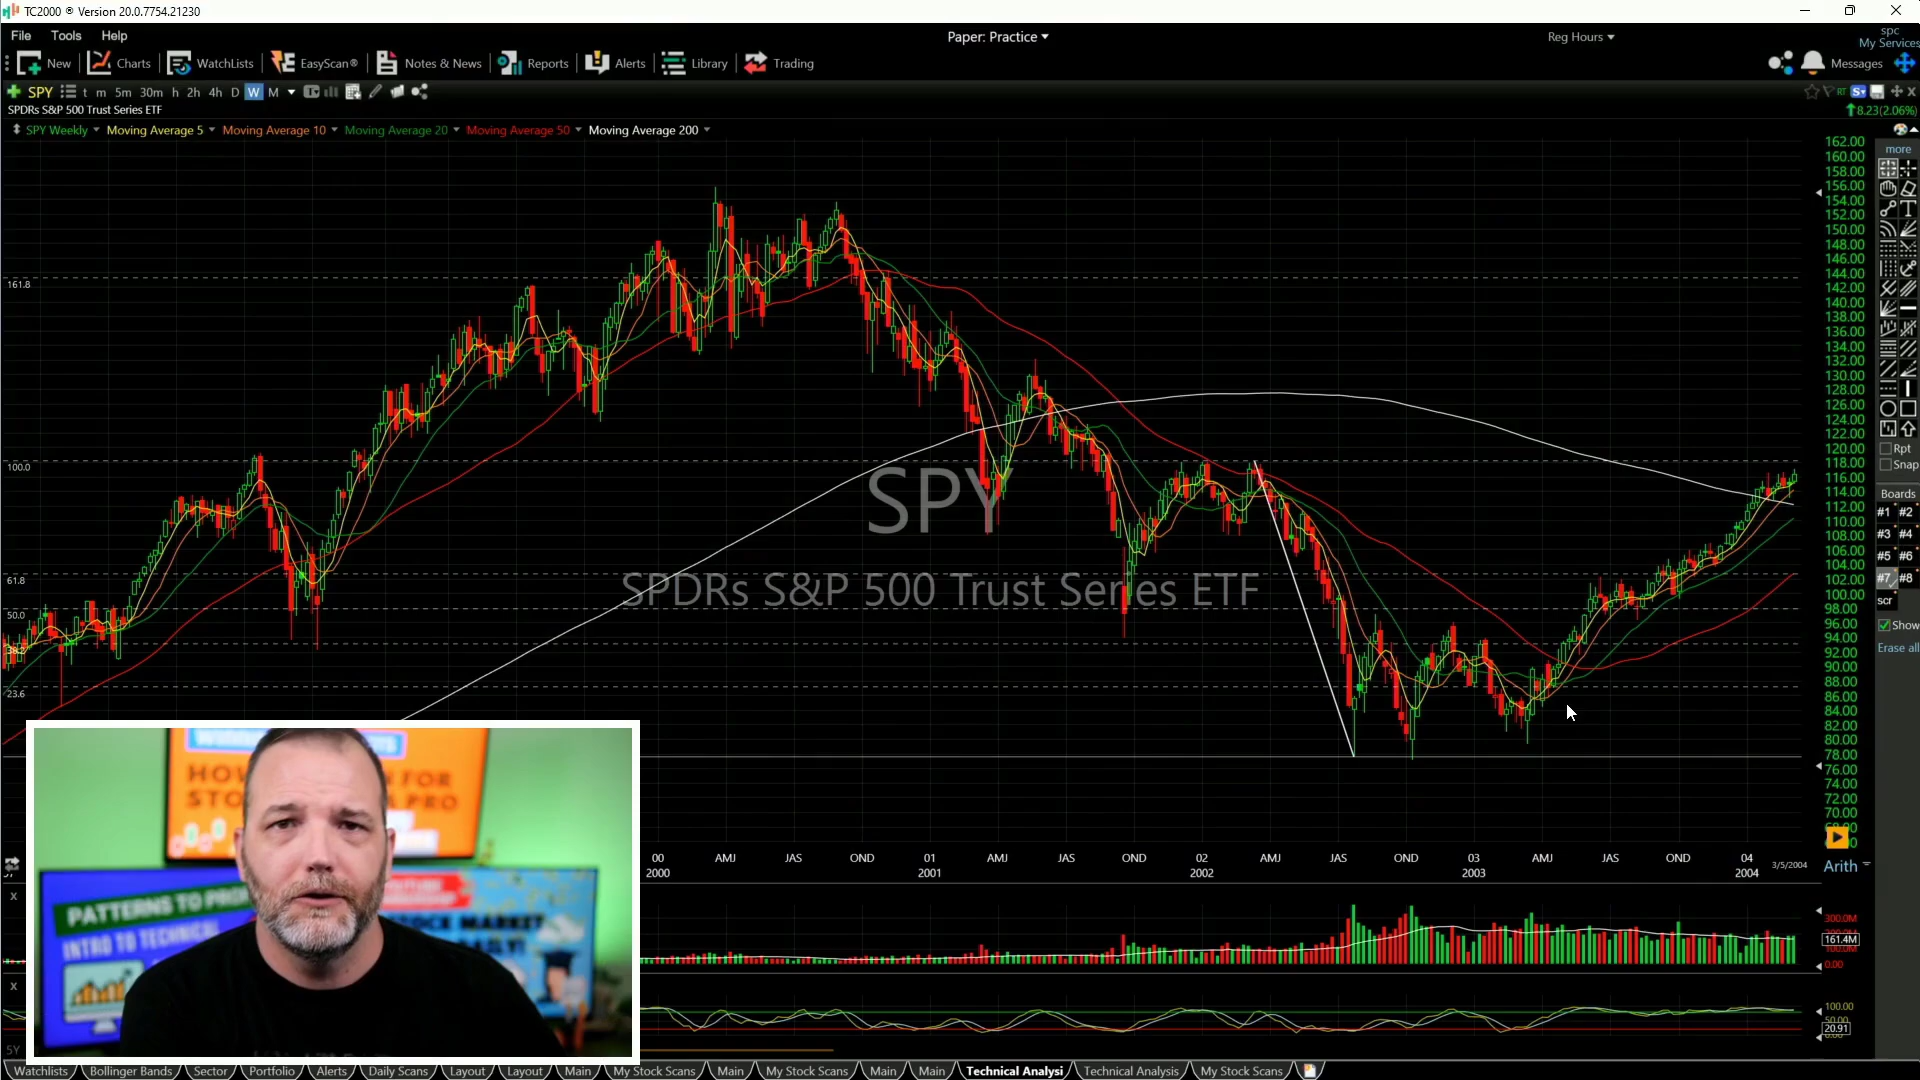 TC2000 ® Version 20.0.7754.21230
File Tools Help
Paper: Practice
Reg Hours
spc
My Services
New Charts WatchLists EasyScan® Notes & News Reports Alerts Library Trading
Messages
SPY t m 5m 30m h 2h 4h D W M
RT
SPDRs S&P 500 Trust Series ETF
8.23(2.06%)
SPY Weekly Moving Average 5 Moving Average 10 Moving Average 20 Moving Average 50 Moving Average 200
more
162.00
160.00
158.00
156.00
154.00
152.00
150.00
148.00
146.00
144.00
142.00
140.00
138.00
136.00
134.00
132.00
130.00
128.00
126.00
124.00
122.00
120.00
118.00
116.00
114.00
112.00
110.00
108.00
106.00
104.00
102.00
100.00
98.00
96.00
94.00
92.00
90.00
88.00
86.00
84.00
82.00
80.00
78.00
76.00
74.00
72.00
70.00
161.8
100.0
61.8
50.0
23.6
SPY
SPDRs S&P 500 Trust Series ETF
Rpt
Snap
Boards
#1 #2
#3 #4
#5 #6
#7 #8
scr
Show
Erase all
00 AMJ JAS OND 01 AMJ JAS OND 02 AMJ JAS OND 03 AMJ JAS OND 04
2000 2001 2002 2003 2004
3/5/2004
Arith
300.0M
161.4M
0.00
100.00
50.00
20.91
PATTERNS TO PRO
INTRO TO TECHNICAL
5Y
Watchlists Bollinger Bands Sector Portfolio Alerts Daily Scans Layout Layout Main My Stock Scans Main My Stock Scans Main Main Technical Analysi Technical Analysis My Stock Scans